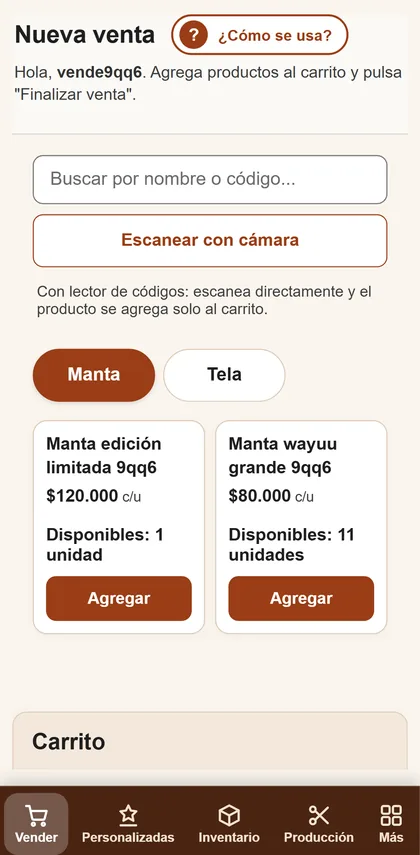 Nueva venta
? ¿Cómo se usa?
Hola, vende9qq6. Agrega productos al carrito y pulsa
"Finalizar venta".
Buscar por nombre o código...
Escanear con cámara
Con lector de códigos: escanea directamente y el
producto se agrega solo al carrito.
Manta
Tela
Manta edición
limitada 9qq6
$120.000 c/u
Disponibles: 1
unidad
Agregar
Manta wayuu
grande 9qq6
$80.000 c/u
Disponibles: 11
unidades
Agregar
Carrito
Vender
Personalizadas
Inventario
Producción
Más